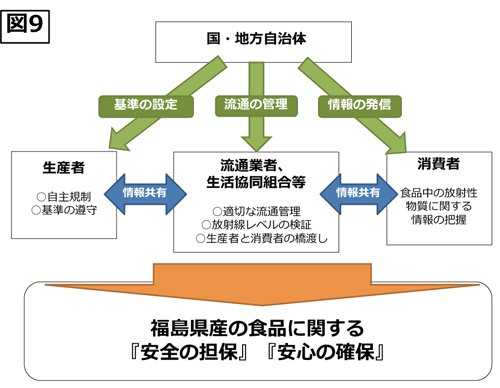 図9
国・地方自治体
基準の設定
流通の管理
情報の発信
生産者
○自主規制
○基準の遵守
情報共有
流通業者、
生活協同組合等
○適切な流通管理
○放射線レベルの検証
○生産者と消費者の橋渡し
情報共有
消費者
食品中の放射性
物質に関する
情報の把握
福島県産の食品に関する
『安全の担保』『安心の確保』